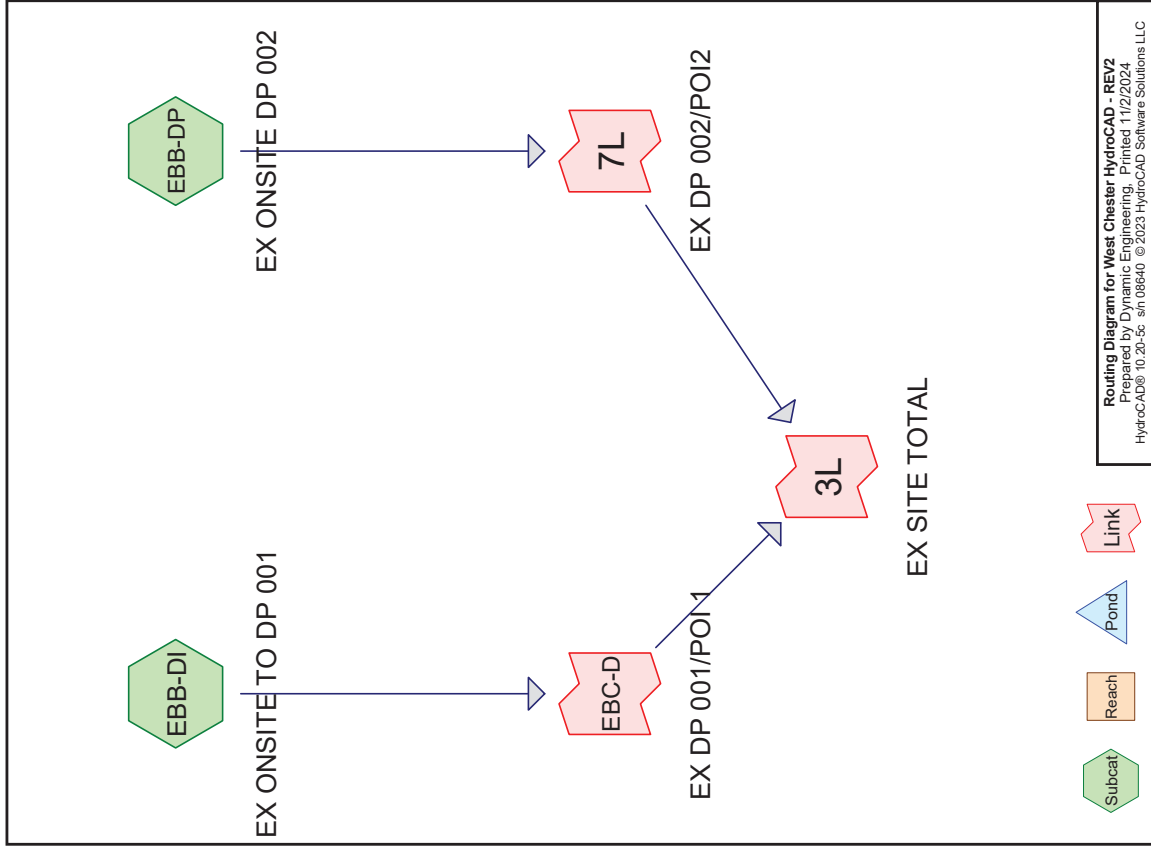 EBB-DI
EX ONSITE TO DP 001
EBB-DP
EX ONSITE DP 002
EBC-D
EX DP 001/POI 1
7L
EX DP 002/POI2
3L
EX SITE TOTAL
Subcat
Reach
Pond
Link
Routing Diagram for West Chester HydroCAD - REV2
Prepared by Dynamic Engineering, Printed 11/2/2024
HydroCAD® 10.20-5c s/n 08640 © 2023 HydroCAD Software Solutions LLC